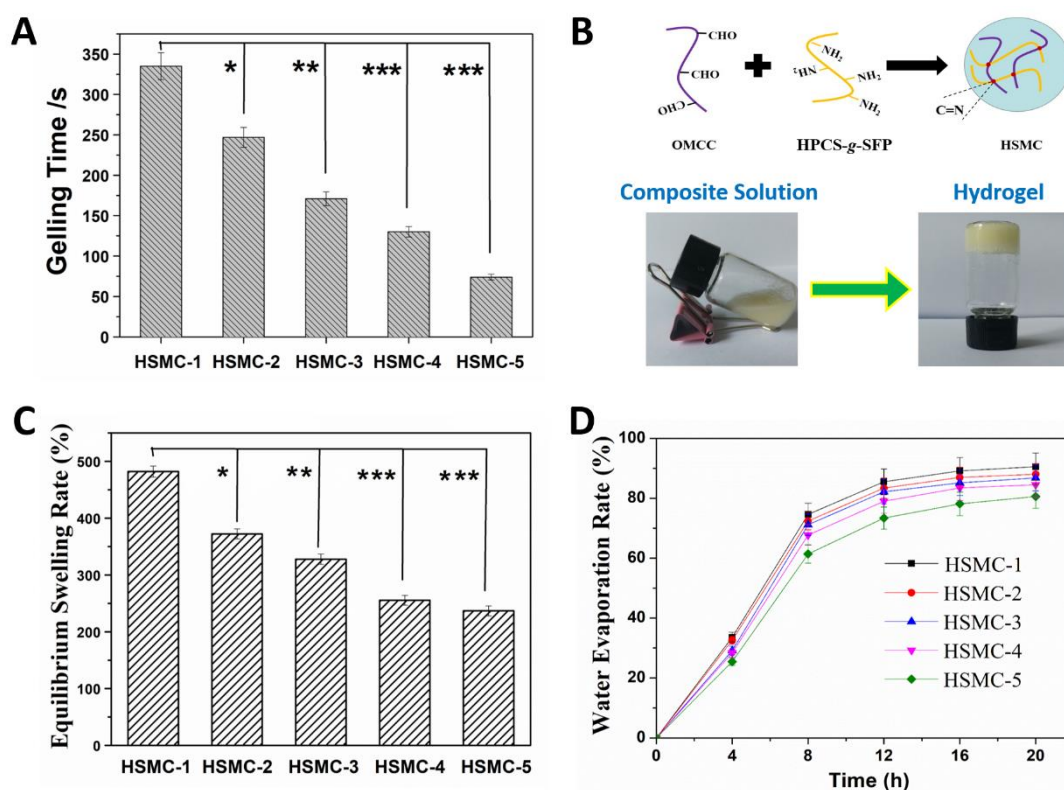 A
Gelling Time /s
350
300
250
200
150
100
50
0
* ** *** ***
HSMC-1 HSMC-2 HSMC-3 HSMC-4 HSMC-5
B
CHO
CHO
CHO
OMCC
NH2
NH2
NH2
NH2
NH2
HPCS-g-SFP
C=N
HSMC
Composite Solution
Hydrogel
C
Equilibrium Swelling Rate (%)
500
400
300
200
100
0
* ** *** ***
HSMC-1 HSMC-2 HSMC-3 HSMC-4 HSMC-5
D
Water Evaporation Rate (%)
100
80
60
40
20
0
HSMC-1
HSMC-2
HSMC-3
HSMC-4
HSMC-5
0 4 8 12 16 20
Time (h)